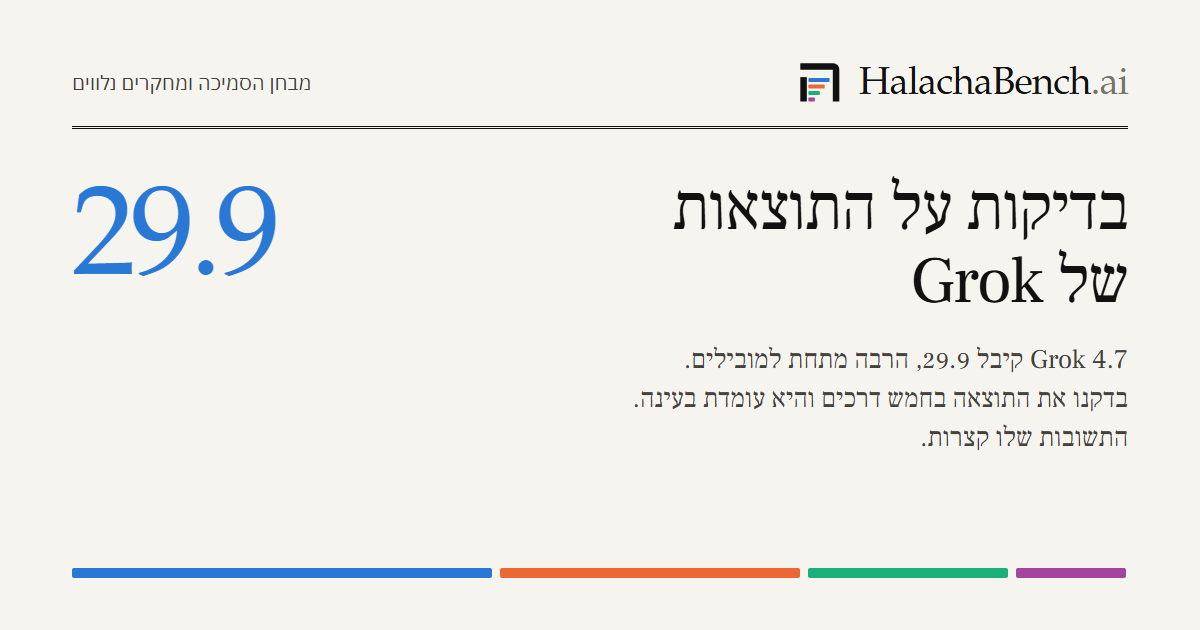 HalachaBench.ai
מבחן הסמיכה ומחקרים נלווים
בדיקות על התוצאות
של Grok
29.9
Grok 4.7 קיבל 29.9, הרבה מתחת למובילים.
בדקנו את התוצאה בחמש דרכים והיא עומדת בעינה.
התשובות שלו קצרות.